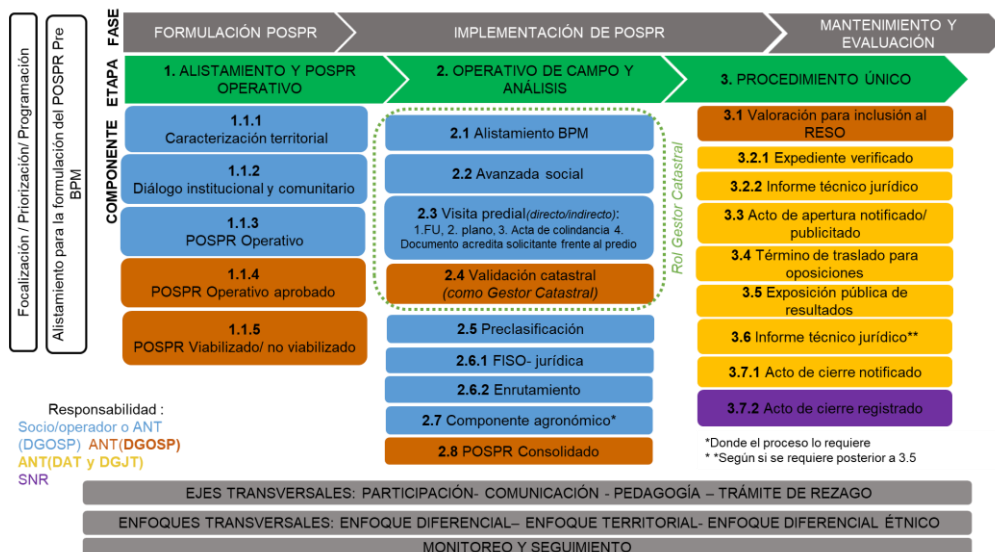 Focalización / Priorización/ Programación
Alistamiento para la formulación del POSPR Pre
BPM
FASE
FORMULACIÓN POSPR
IMPLEMENTACIÓN DE POSPR
MANTENIMIENTO Y
EVALUACIÓN
ETAPA
1. ALISTAMIENTO Y POSPR
OPERATIVO
2. OPERATIVO DE CAMPO Y
ANÁLISIS
3. PROCEDIMIENTO ÚNICO
COMPONENTE
1.1.1
Caracterización territorial
1.1.2
Diálogo institucional y comunitario
1.1.3
POSPR Operativo
1.1.4
POSPR Operativo aprobado
1.1.5
POSPR Viabilizado/ no viabilizado
2.1 Alistamiento BPM
2.2 Avanzada social
2.3 Visita predial(directo/indirecto):
1.FU, 2. plano, 3. Acta de colindancia 4.
Documento acredita solicitante frente al predio
2.4 Validación catastral
(como Gestor Catastral)
Rol Gestor Catastral
2.5 Preclasificación
2.6.1 FISO- jurídica
2.6.2 Enrutamiento
2.7 Componente agronómico*
2.8 POSPR Consolidado
3.1 Valoración para inclusión al
RESO
3.2.1 Expediente verificado
3.2.2 Informe técnico jurídico
3.3 Acto de apertura notificado/
publicitado
3.4 Término de traslado para
oposiciones
3.5 Exposición pública de
resultados
3.6 Informe técnico jurídico**
3.7.1 Acto de cierre notificado
3.7.2 Acto de cierre registrado
*Donde el proceso lo requiere
* *Según si se requiere posterior a 3.5
Responsabilidad :
Socio/operador o ANT
(DGOSP) ANT(DGOSP)
ANT(DAT y DGJT)
SNR
EJES TRANSVERSALES: PARTICIPACIÓN- COMUNICACIÓN - PEDAGOGÍA – TRÁMITE DE REZAGO
ENFOQUES TRANSVERSALES: ENFOQUE DIFERENCIAL– ENFOQUE TERRITORIAL- ENFOQUE DIFERENCIAL ÉTNICO
MONITOREO Y SEGUIMIENTO